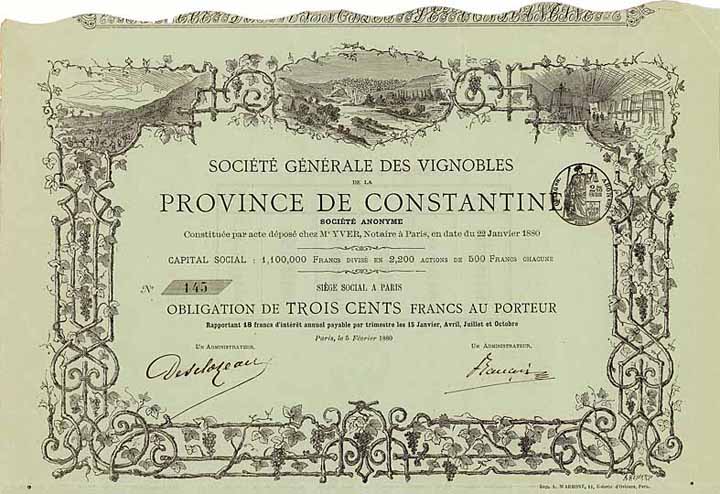 SOCIÉTÉ GÉNÉRALE DES VIGNOBLES
DE LA
PROVINCE DE CONSTANTINE
SOCIÉTÉ ANONYME
Constituée par acte déposé chez Me YVER, Notaire à Paris, en date du 22 Janvier 1880
CAPITAL SOCIAL : 1,100,000 FRANCS DIVISÉ EN 2,200 ACTIONS DE 500 FRANCS CHACUNE
No 145
SIÈGE SOCIAL A PARIS
OBLIGATION DE TROIS CENTS FRANCS AU PORTEUR
Rapportant 18 francs d'intérêt annuel payable par trimestre les 15 Janvier, Avril, Juillet et Octobre
Paris, le 5 Février 1880
UN ADMINISTRATEUR,
UN ADMINISTRATEUR,
François